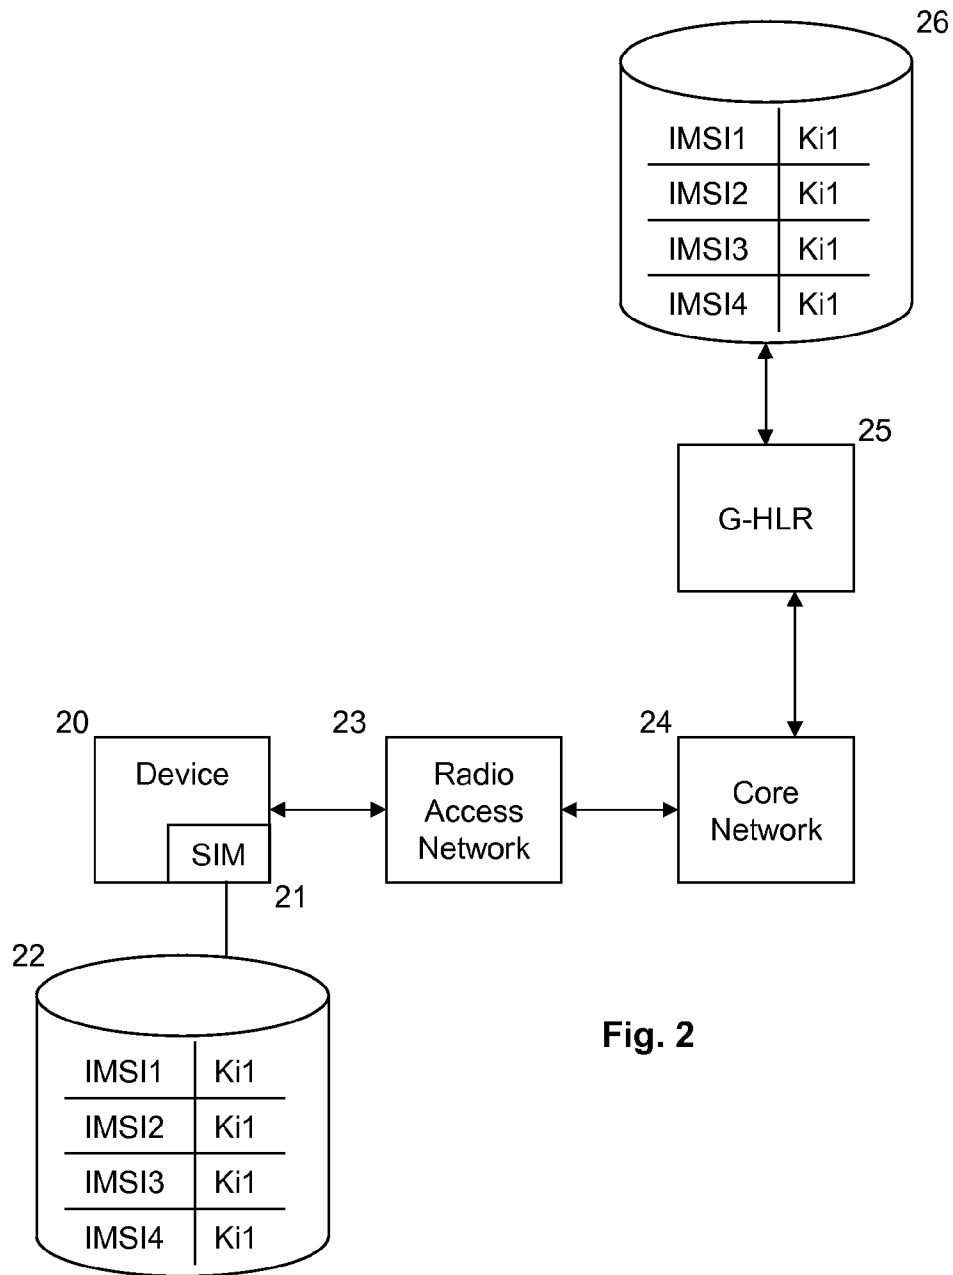 26
IMSI1 Ki1
IMSI2 Ki1
IMSI3 Ki1
IMSI4 Ki1
25
G-HLR
20
23
24
Device
SIM
21
Radio
Access
Network
Core
Network
22
IMSI1 Ki1
IMSI2 Ki1
IMSI3 Ki1
IMSI4 Ki1
Fig. 2